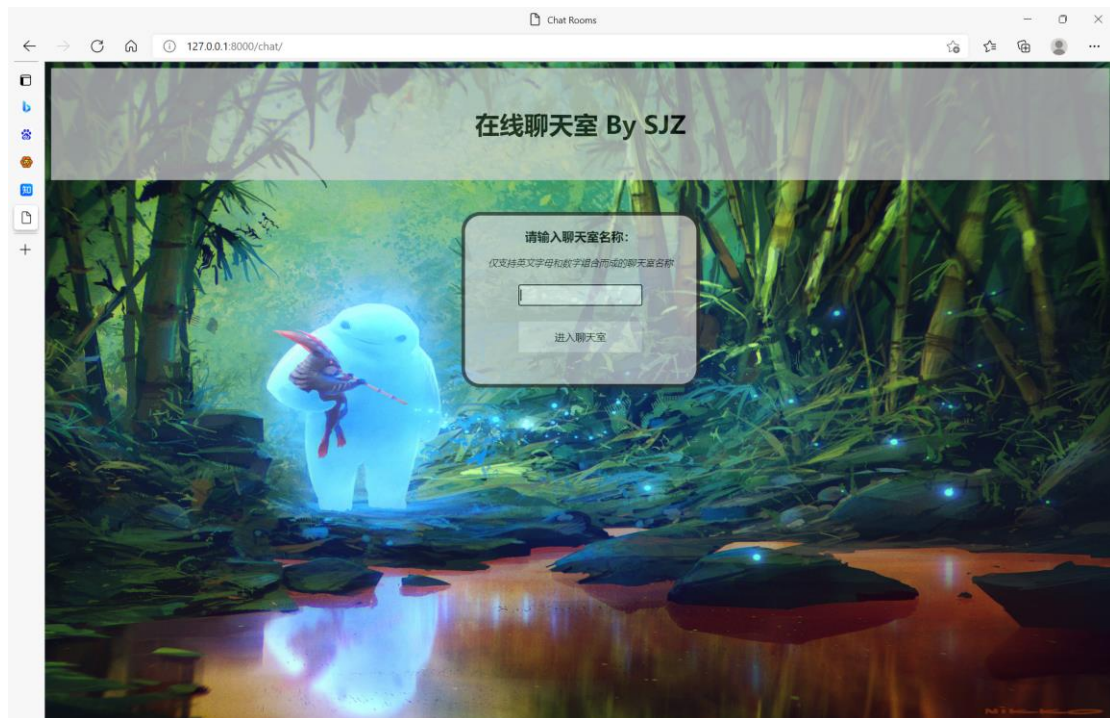 Chat Rooms
127.0.0.1:8000/chat/
知
在线聊天室 By SJZ
请输入聊天室名称：
仅支持英文字母和数字组合而成的聊天室名称
进入聊天室